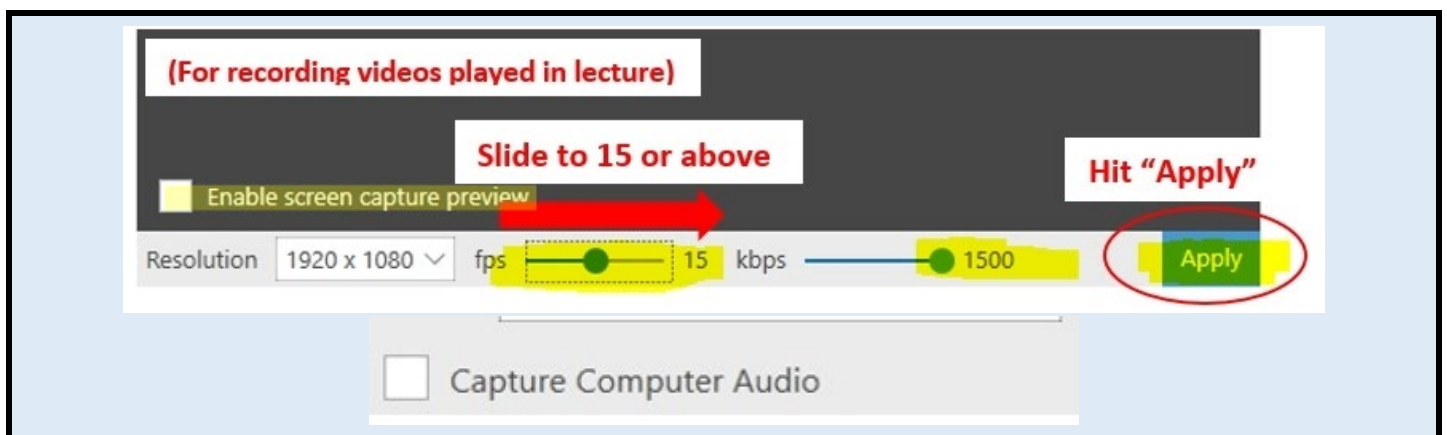 (For recording videos played in lecture)
Slide to 15 or above
Hit “Apply”
Enable screen capture preview
Resolution 1920 x 1080 fps 15 kbps 1500 Apply
Capture Computer Audio